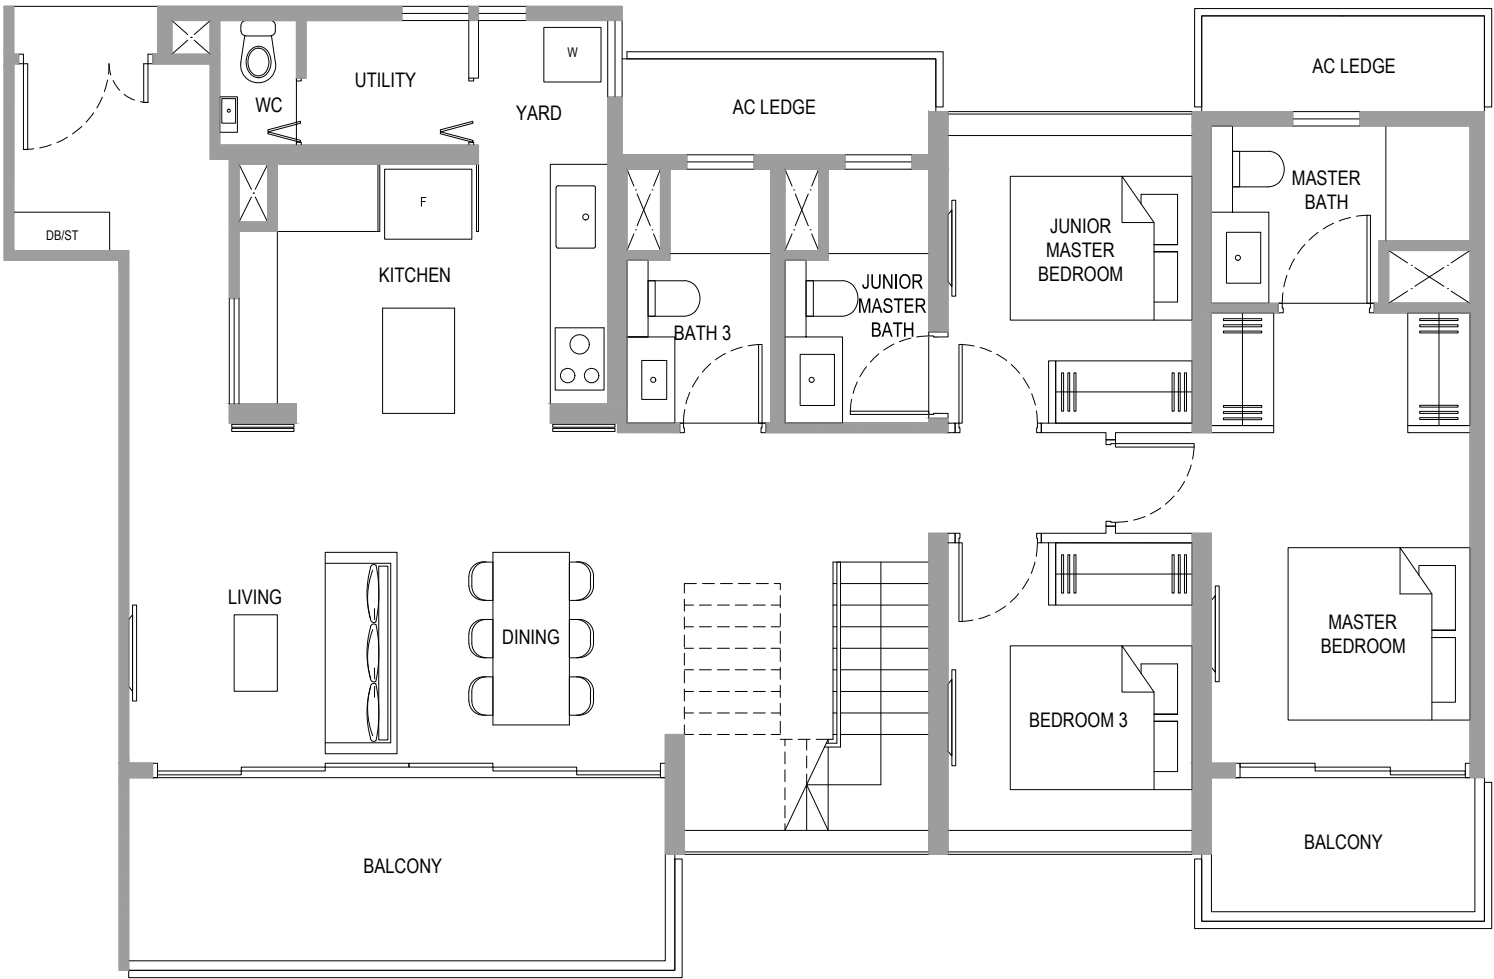 W
UTILITY
AC LEDGE
WC
YARD
AC LEDGE
MASTER
BATH
F
JUNIOR
MASTER
BEDROOM
DB/ST
KITCHEN
JUNIOR
MASTER
BATH
BATH 3
LIVING
DINING
MASTER
BEDROOM
BEDROOM 3
BALCONY
BALCONY